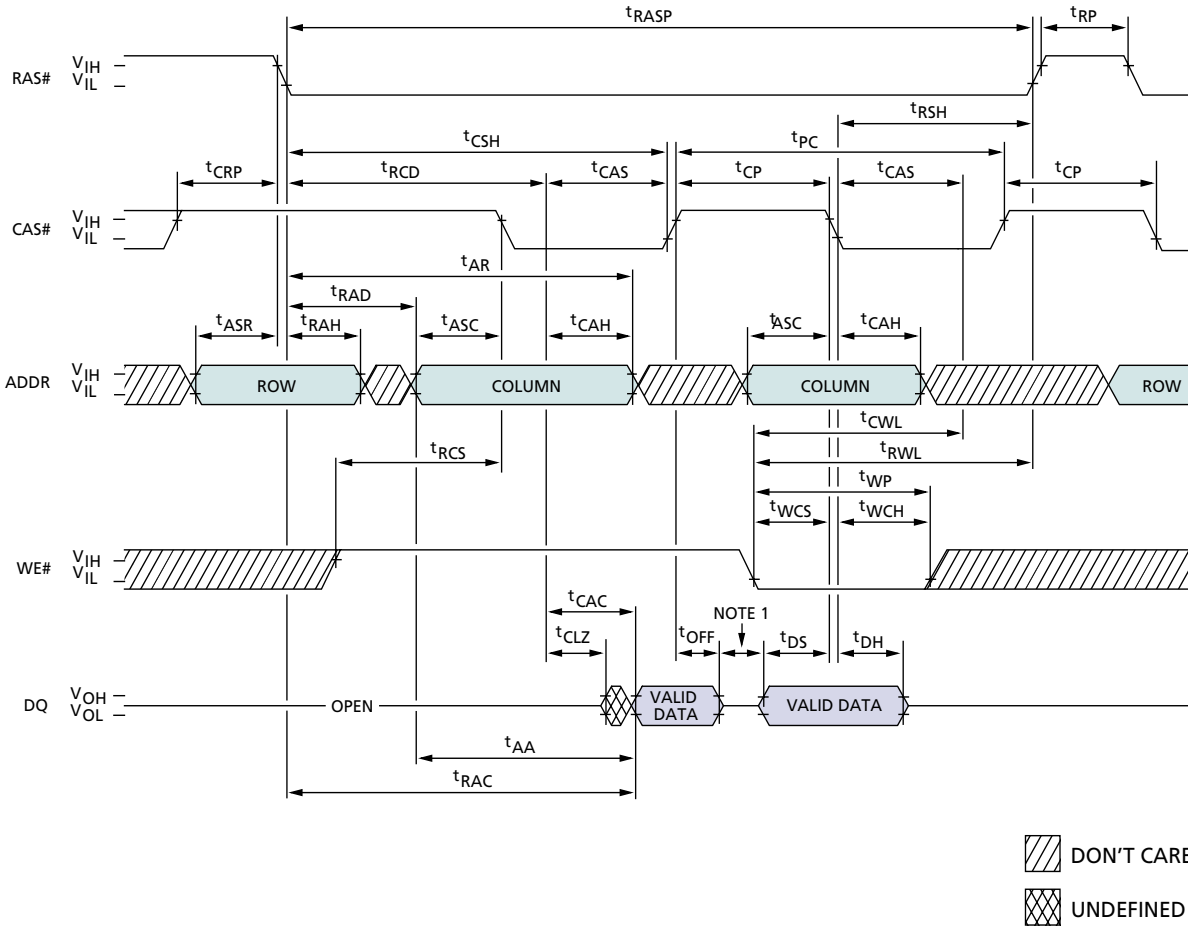 tRASP tRP
RAS# VIH
VIL
tRSH
tCSH tPC
tCRP tRCD tCAS tCP tCAS tCP
CAS# VIH
VIL
tAR
tRAD
tASR tRAH tASC tCAH tASC tCAH
ADDR VIH
VIL
ROW COLUMN COLUMN ROW
tCWL
tRCS tRWL
tWP
tWCS tWCH
WE# VIH
VIL
tCAC NOTE 1
tCLZ tOFF tDS tDH
DQ VOH
VOL
OPEN VALID DATA VALID DATA
tAA
tRAC
DON'T CARE
UNDEFINED